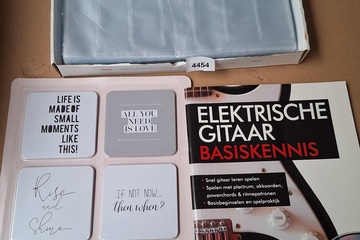 4454
LIFE IS
MADE OF
SMALL
MOMENTS
LIKE
THIS!
ALL YOU
NEED
IS LOVE
Rise
and
Shine
IF NOT NOW...
then when?
ELEKTRISCHE
GITAAR
BASISKENNIS
Snel gitaar leren spelen
Spelen met plectrum, akkoorden,
powerchords & ritmepatronen
Basisbeginselen en spelpraktijk